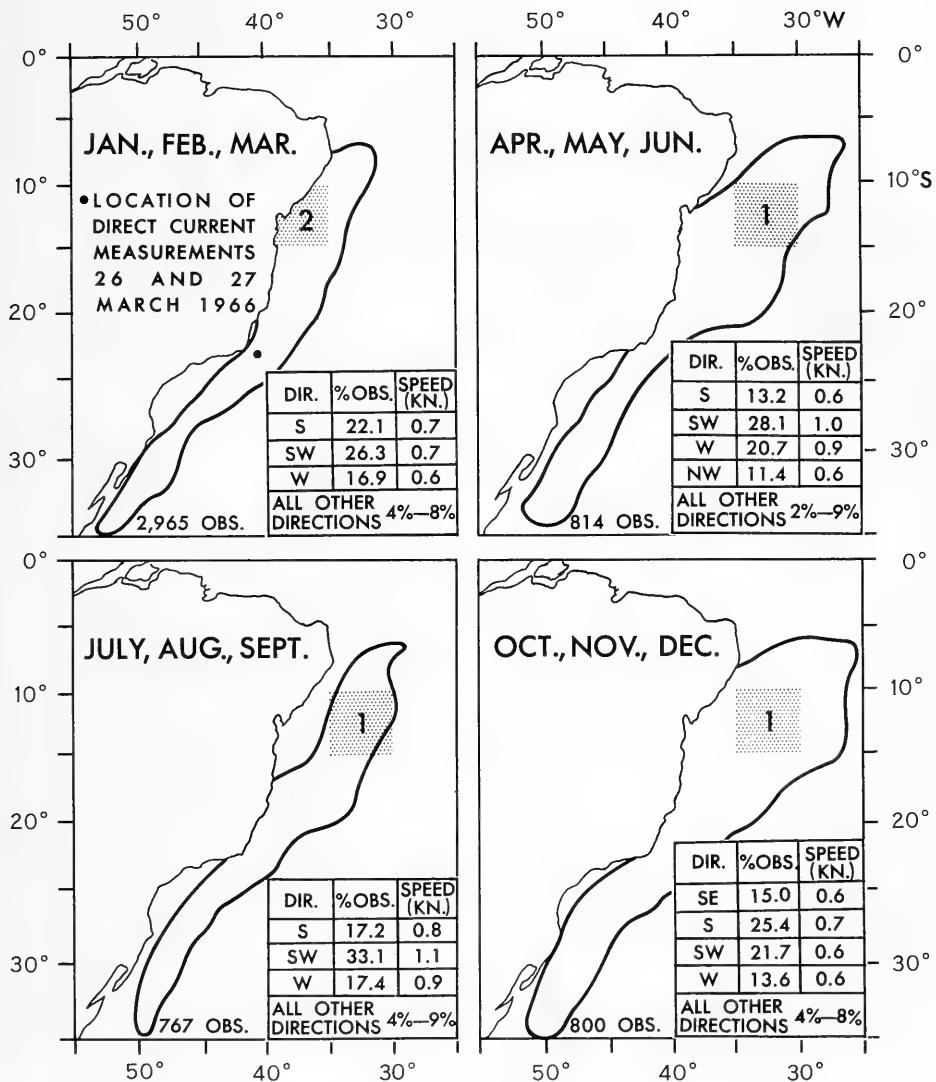 50° 40° 30°
50° 40° 30°W
0°
10°
20°
30°
JAN., FEB., MAR.
• LOCATION OF
DIRECT CURRENT
MEASUREMENTS
26 AND 27
MARCH 1966
2
DIR. %OBS. SPEED (KN.)
S 22.1 0.7
SW 26.3 0.7
W 16.9 0.6
ALL OTHER
DIRECTIONS 4%—8%
2,965 OBS.
0°
10°S
20°
30°
APR., MAY, JUN.
1
DIR. %OBS. SPEED (KN.)
S 13.2 0.6
SW 28.1 1.0
W 20.7 0.9
NW 11.4 0.6
ALL OTHER
DIRECTIONS 2%—9%
814 OBS.
0°
10°
20°
30°
JULY, AUG., SEPT.
1
DIR. %OBS. SPEED (KN.)
S 17.2 0.8
SW 33.1 1.1
W 17.4 0.9
ALL OTHER
DIRECTIONS 4%—9%
767 OBS.
0°
10°
20°
30°
OCT., NOV., DEC.
1
DIR. %OBS. SPEED (KN.)
SE 15.0 0.6
S 25.4 0.7
SW 21.7 0.6
W 13.6 0.6
ALL OTHER
DIRECTIONS 4%—8%
800 OBS.
50° 40° 30°
50° 40° 30°